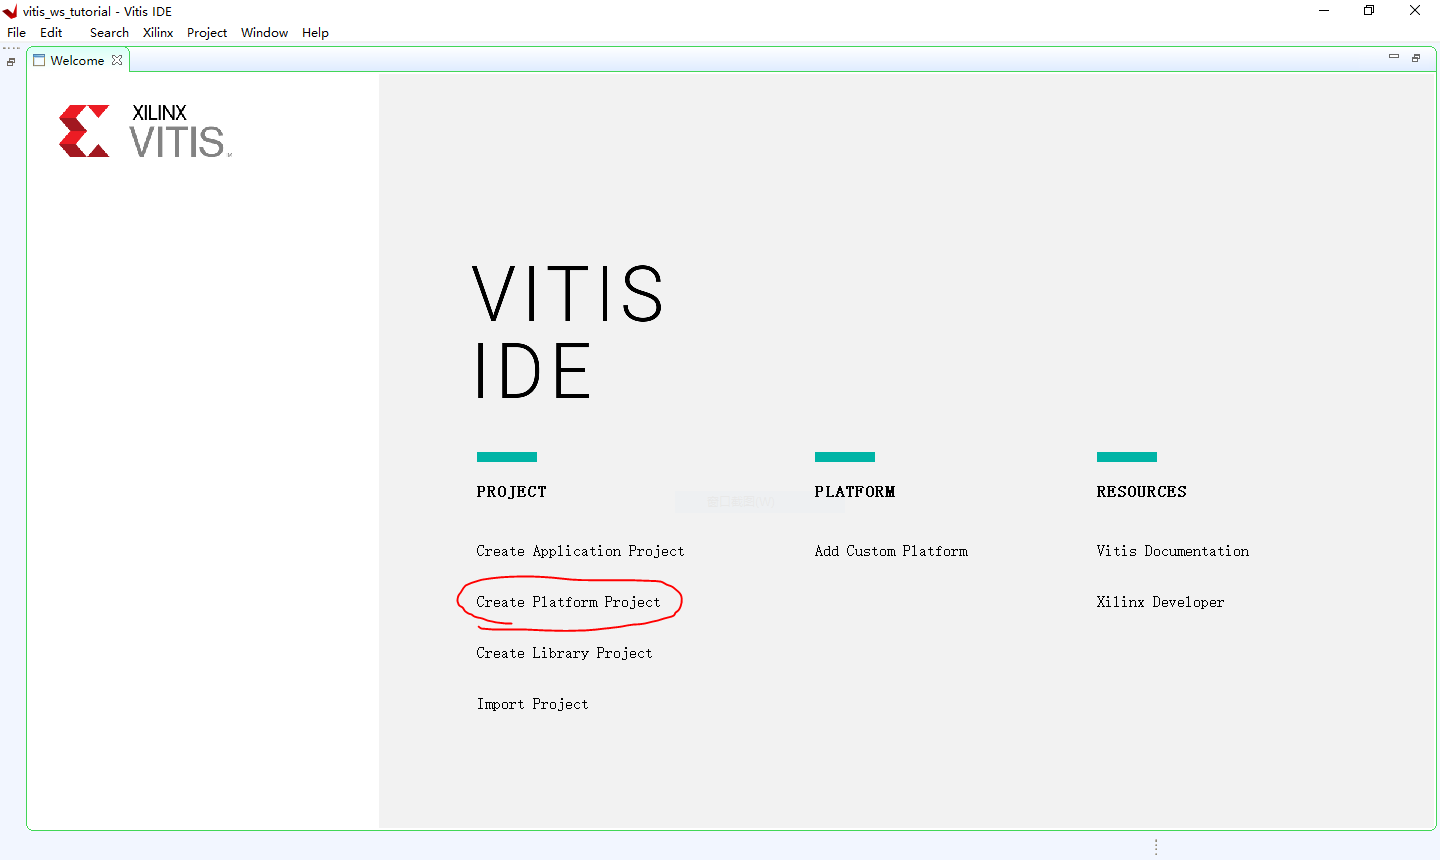 vitis_ws_tutorial - Vitis IDE
File Edit Search Xilinx Project Window Help
Welcome
XILINX
VITIS
VITIS
IDE
PROJECT PLATFORM RESOURCES
Create Application Project Add Custom Platform Vitis Documentation
Create Platform Project Xilinx Developer
Create Library Project
Import Project